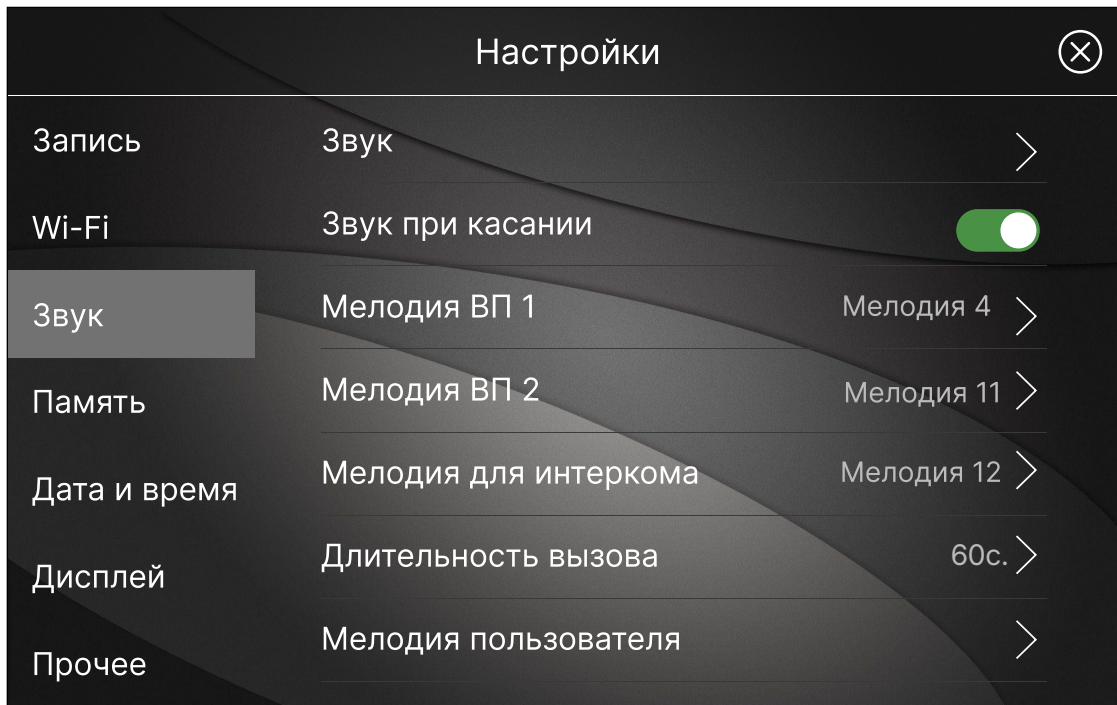 Настройки
Запись
Wi-Fi
Звук
Память
Дата и время
Дисплей
Прочее
Звук
Звук при касании
Мелодия ВП 1 Мелодия 4
Мелодия ВП 2 Мелодия 11
Мелодия для интеркома Мелодия 12
Длительность вызова 60с.
Мелодия пользователя